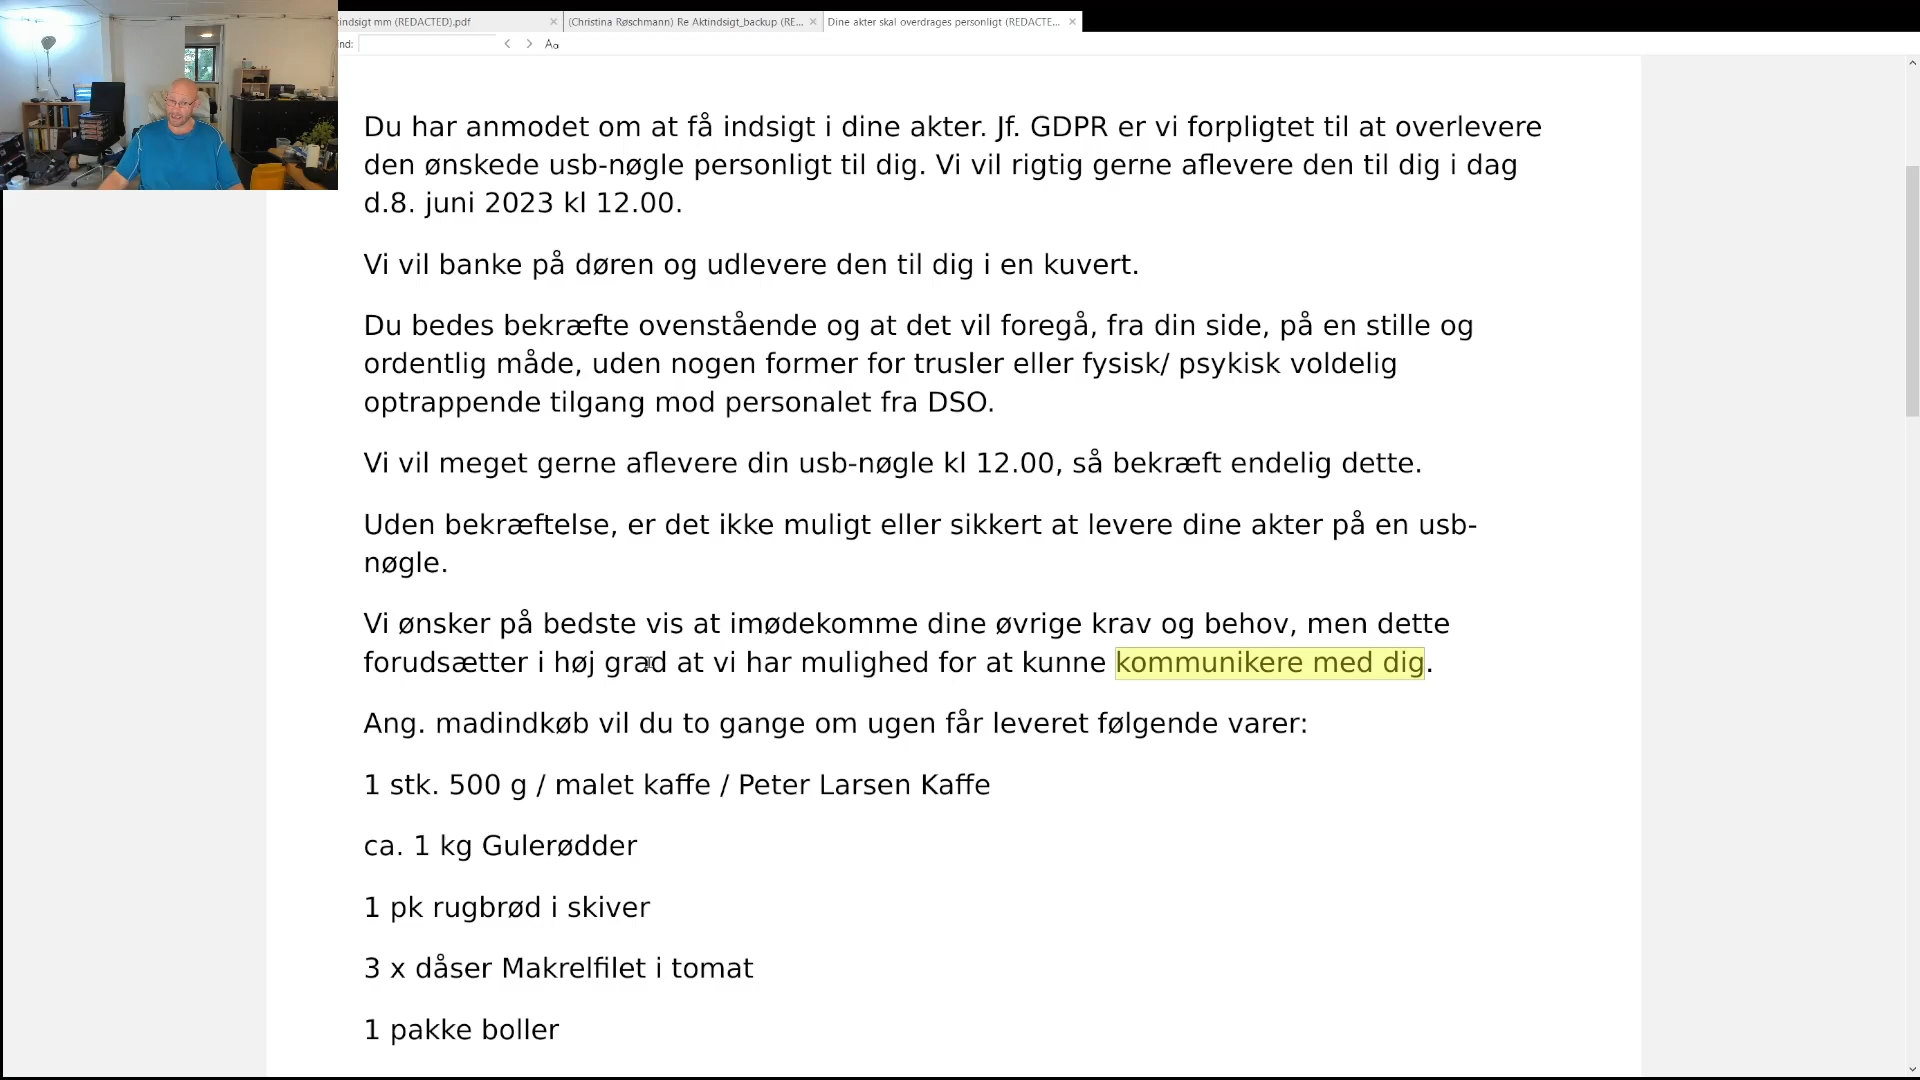 indsigt mm (REDACTED).pdf
(Christina Røschmann) Re Aktindsigt_backup (RE...
Dine akter skal overdrages personligt (REDACTE...
ind:
Aa
Du har anmodet om at få indsigt i dine akter. Jf. GDPR er vi forpligtet til at overlevere
den ønskede usb-nøgle personligt til dig. Vi vil rigtig gerne aflevere den til dig i dag
d.8. juni 2023 kl 12.00.
Vi vil banke på døren og udlevere den til dig i en kuvert.
Du bedes bekræfte ovenstående og at det vil foregå, fra din side, på en stille og
ordentlig måde, uden nogen former for trusler eller fysisk/ psykisk voldelig
optrappende tilgang mod personalet fra DSO.
Vi vil meget gerne aflevere din usb-nøgle kl 12.00, så bekræft endelig dette.
Uden bekræftelse, er det ikke muligt eller sikkert at levere dine akter på en usb-
nøgle.
Vi ønsker på bedste vis at imødekomme dine øvrige krav og behov, men dette
forudsætter i høj grad at vi har mulighed for at kunne kommunikere med dig.
Ang. madindkøb vil du to gange om ugen får leveret følgende varer:
1 stk. 500 g / malet kaffe / Peter Larsen Kaffe
ca. 1 kg Gulerødder
1 pk rugbrød i skiver
3 x dåser Makrelfilet i tomat
1 pakke boller